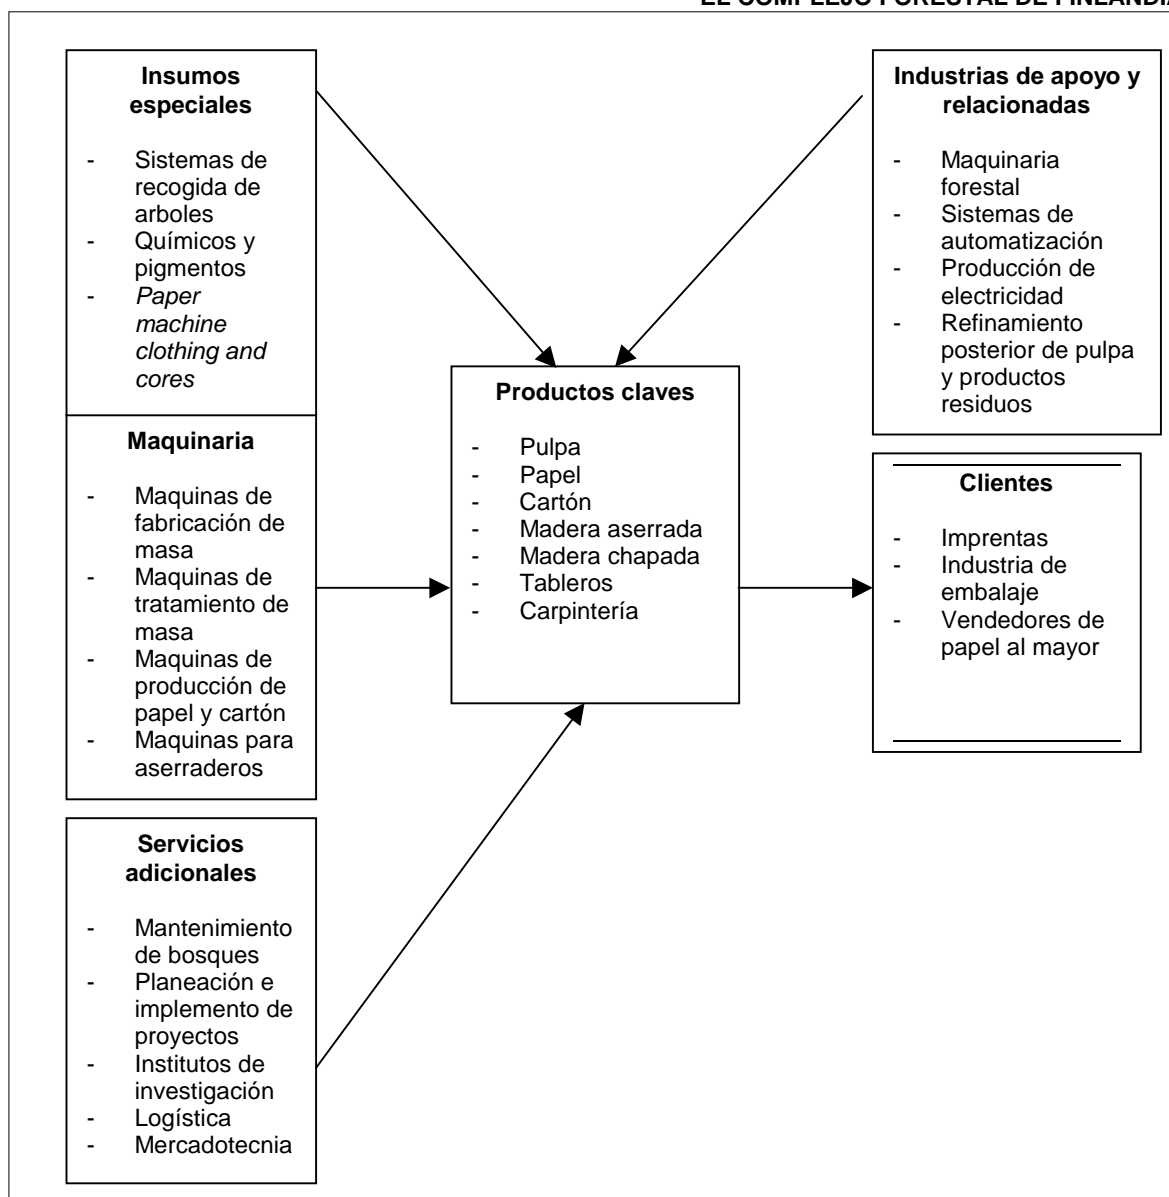 EL COMPLEJO FORESTAL DE FINLANDIA
Insumos
especiales
- Sistemas de
recogida de
arboles
- Químicos y
pigmentos
- Paper
machine
clothing and
cores
Maquinaria
- Maquinas de
fabricación de
masa
- Maquinas de
tratamiento de
masa
- Maquinas de
producción de
papel y cartón
- Maquinas para
aserraderos
Servicios
adicionales
- Mantenimiento
de bosques
- Planeación e
implemento de
proyectos
- Institutos de
investigación
- Logística
- Mercadotecnia
Productos claves
- Pulpa
- Papel
- Cartón
- Madera aserrada
- Madera chapada
- Tableros
- Carpintería
Industrias de apoyo y
relacionadas
- Maquinaria
forestal
- Sistemas de
automatización
- Producción de
electricidad
- Refinamiento
posterior de pulpa
y productos
residuos
Clientes
- Imprentas
- Industria de
embalaje
- Vendedores de
papel al mayor